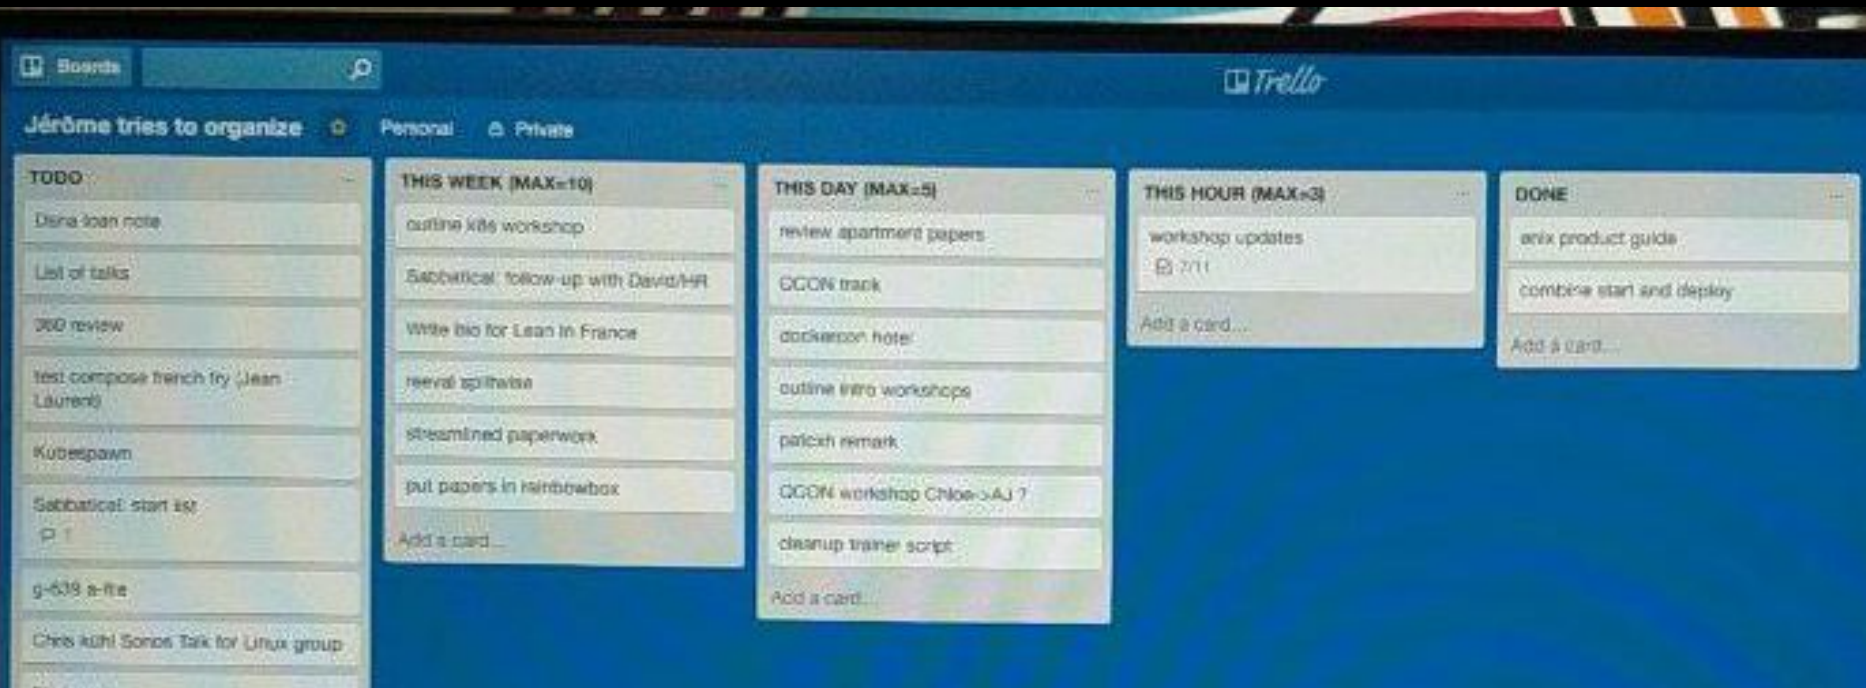 Boards
Trello
Jérôme tries to organize
Personal
Private
TODO
Dana loan note
List of talks
360 review
test compose french fry (Jean
Laurent)
Kubespawn
Sabbatical: start list
1
Chris kühl Sonos Talk for Linux group
THIS WEEK (MAX=10)
outline k8s workshop
Sabbatical: follow-up with David/HR
Write bio for Lean In France
reeval splitwise
streamlined paperwork
put papers in rainbowbox
Add a card...
THIS DAY (MAX=5)
review apartment papers
QCON track
dockercon hotel
outline intro workshops
remark
QCON workshop Chloe->AJ ?
cleanup trainer script
Add a card...
THIS HOUR (MAX=3)
workshop updates
7/11
Add a card...
DONE
enix product guide
combine start and deploy
Add a card...